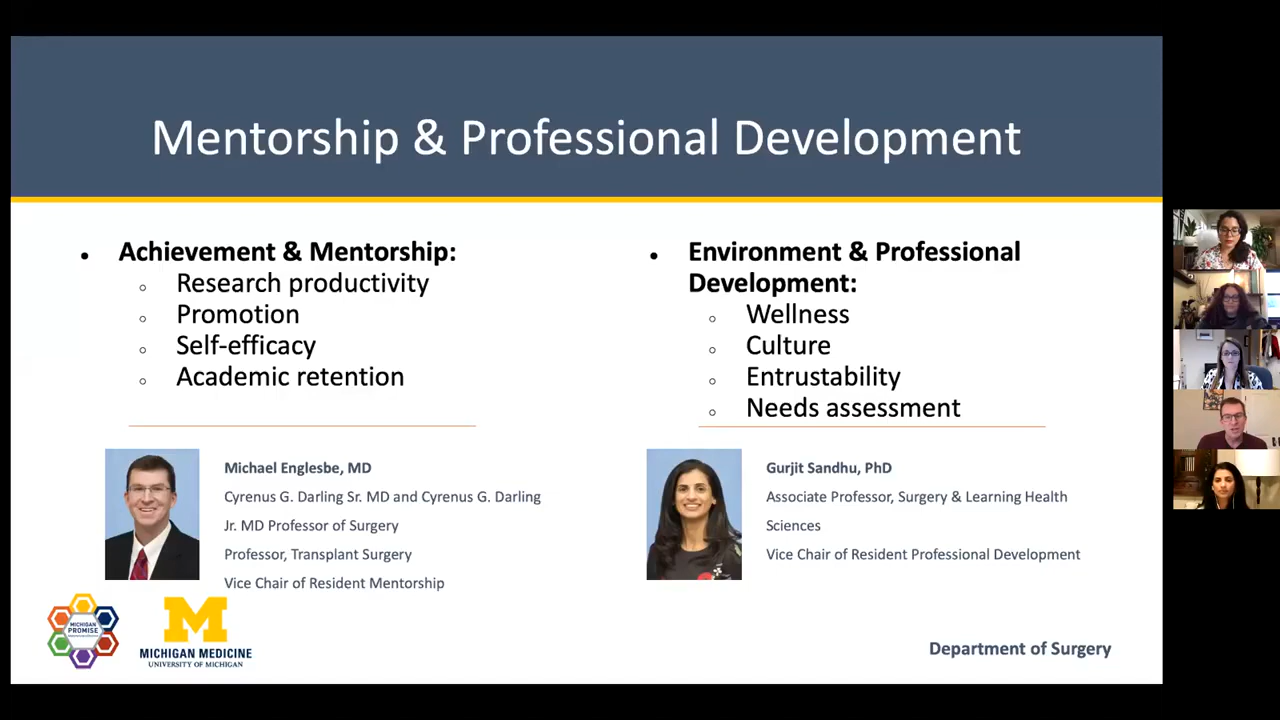 Mentorship & Professional Development
• Achievement & Mentorship:
○ Research productivity
○ Promotion
○ Self-efficacy
○ Academic retention
Michael Englesbe, MD
Cyrenus G. Darling Sr. MD and Cyrenus G. Darling
Jr. MD Professor of Surgery
Professor, Transplant Surgery
Vice Chair of Resident Mentorship
• Environment & Professional
Development:
○ Wellness
○ Culture
○ Entrustability
○ Needs assessment
Gurjit Sandhu, PhD
Associate Professor, Surgery & Learning Health
Sciences
Vice Chair of Resident Professional Development
MICHIGAN
PROMISE
M
MICHIGAN MEDICINE
UNIVERSITY OF MICHIGAN
Department of Surgery